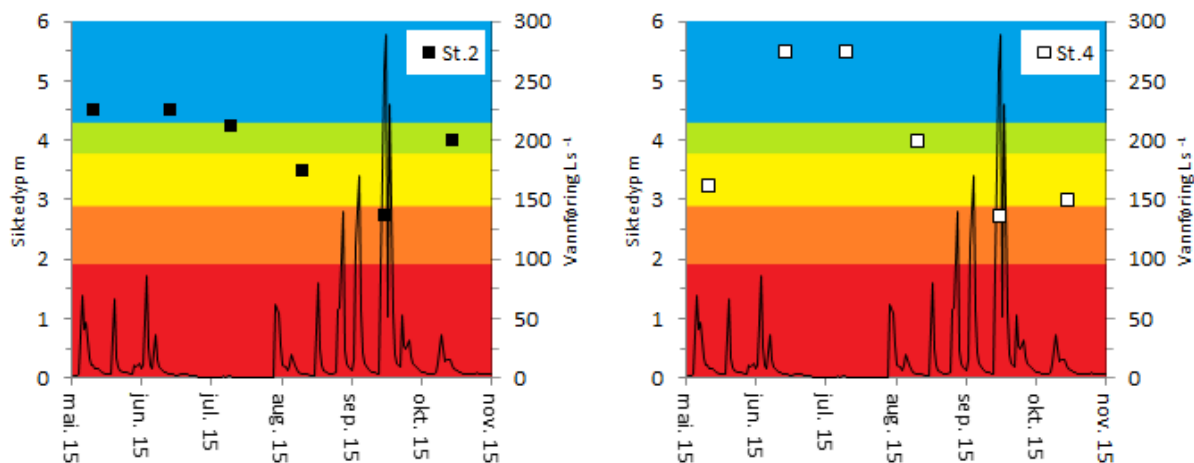 6
5
4
3
2
1
0
Siktedyp m
300
250
200
150
100
50
0
Vannføring L s⁻¹
St.2
mai. 15
jun. 15
jul. 15
aug. 15
sep. 15
okt. 15
nov. 15
6
5
4
3
2
1
0
Siktedyp m
300
250
200
150
100
50
0
Vannføring L s⁻¹
St.4
mai. 15
jun. 15
jul. 15
aug. 15
sep. 15
okt. 15
nov. 15